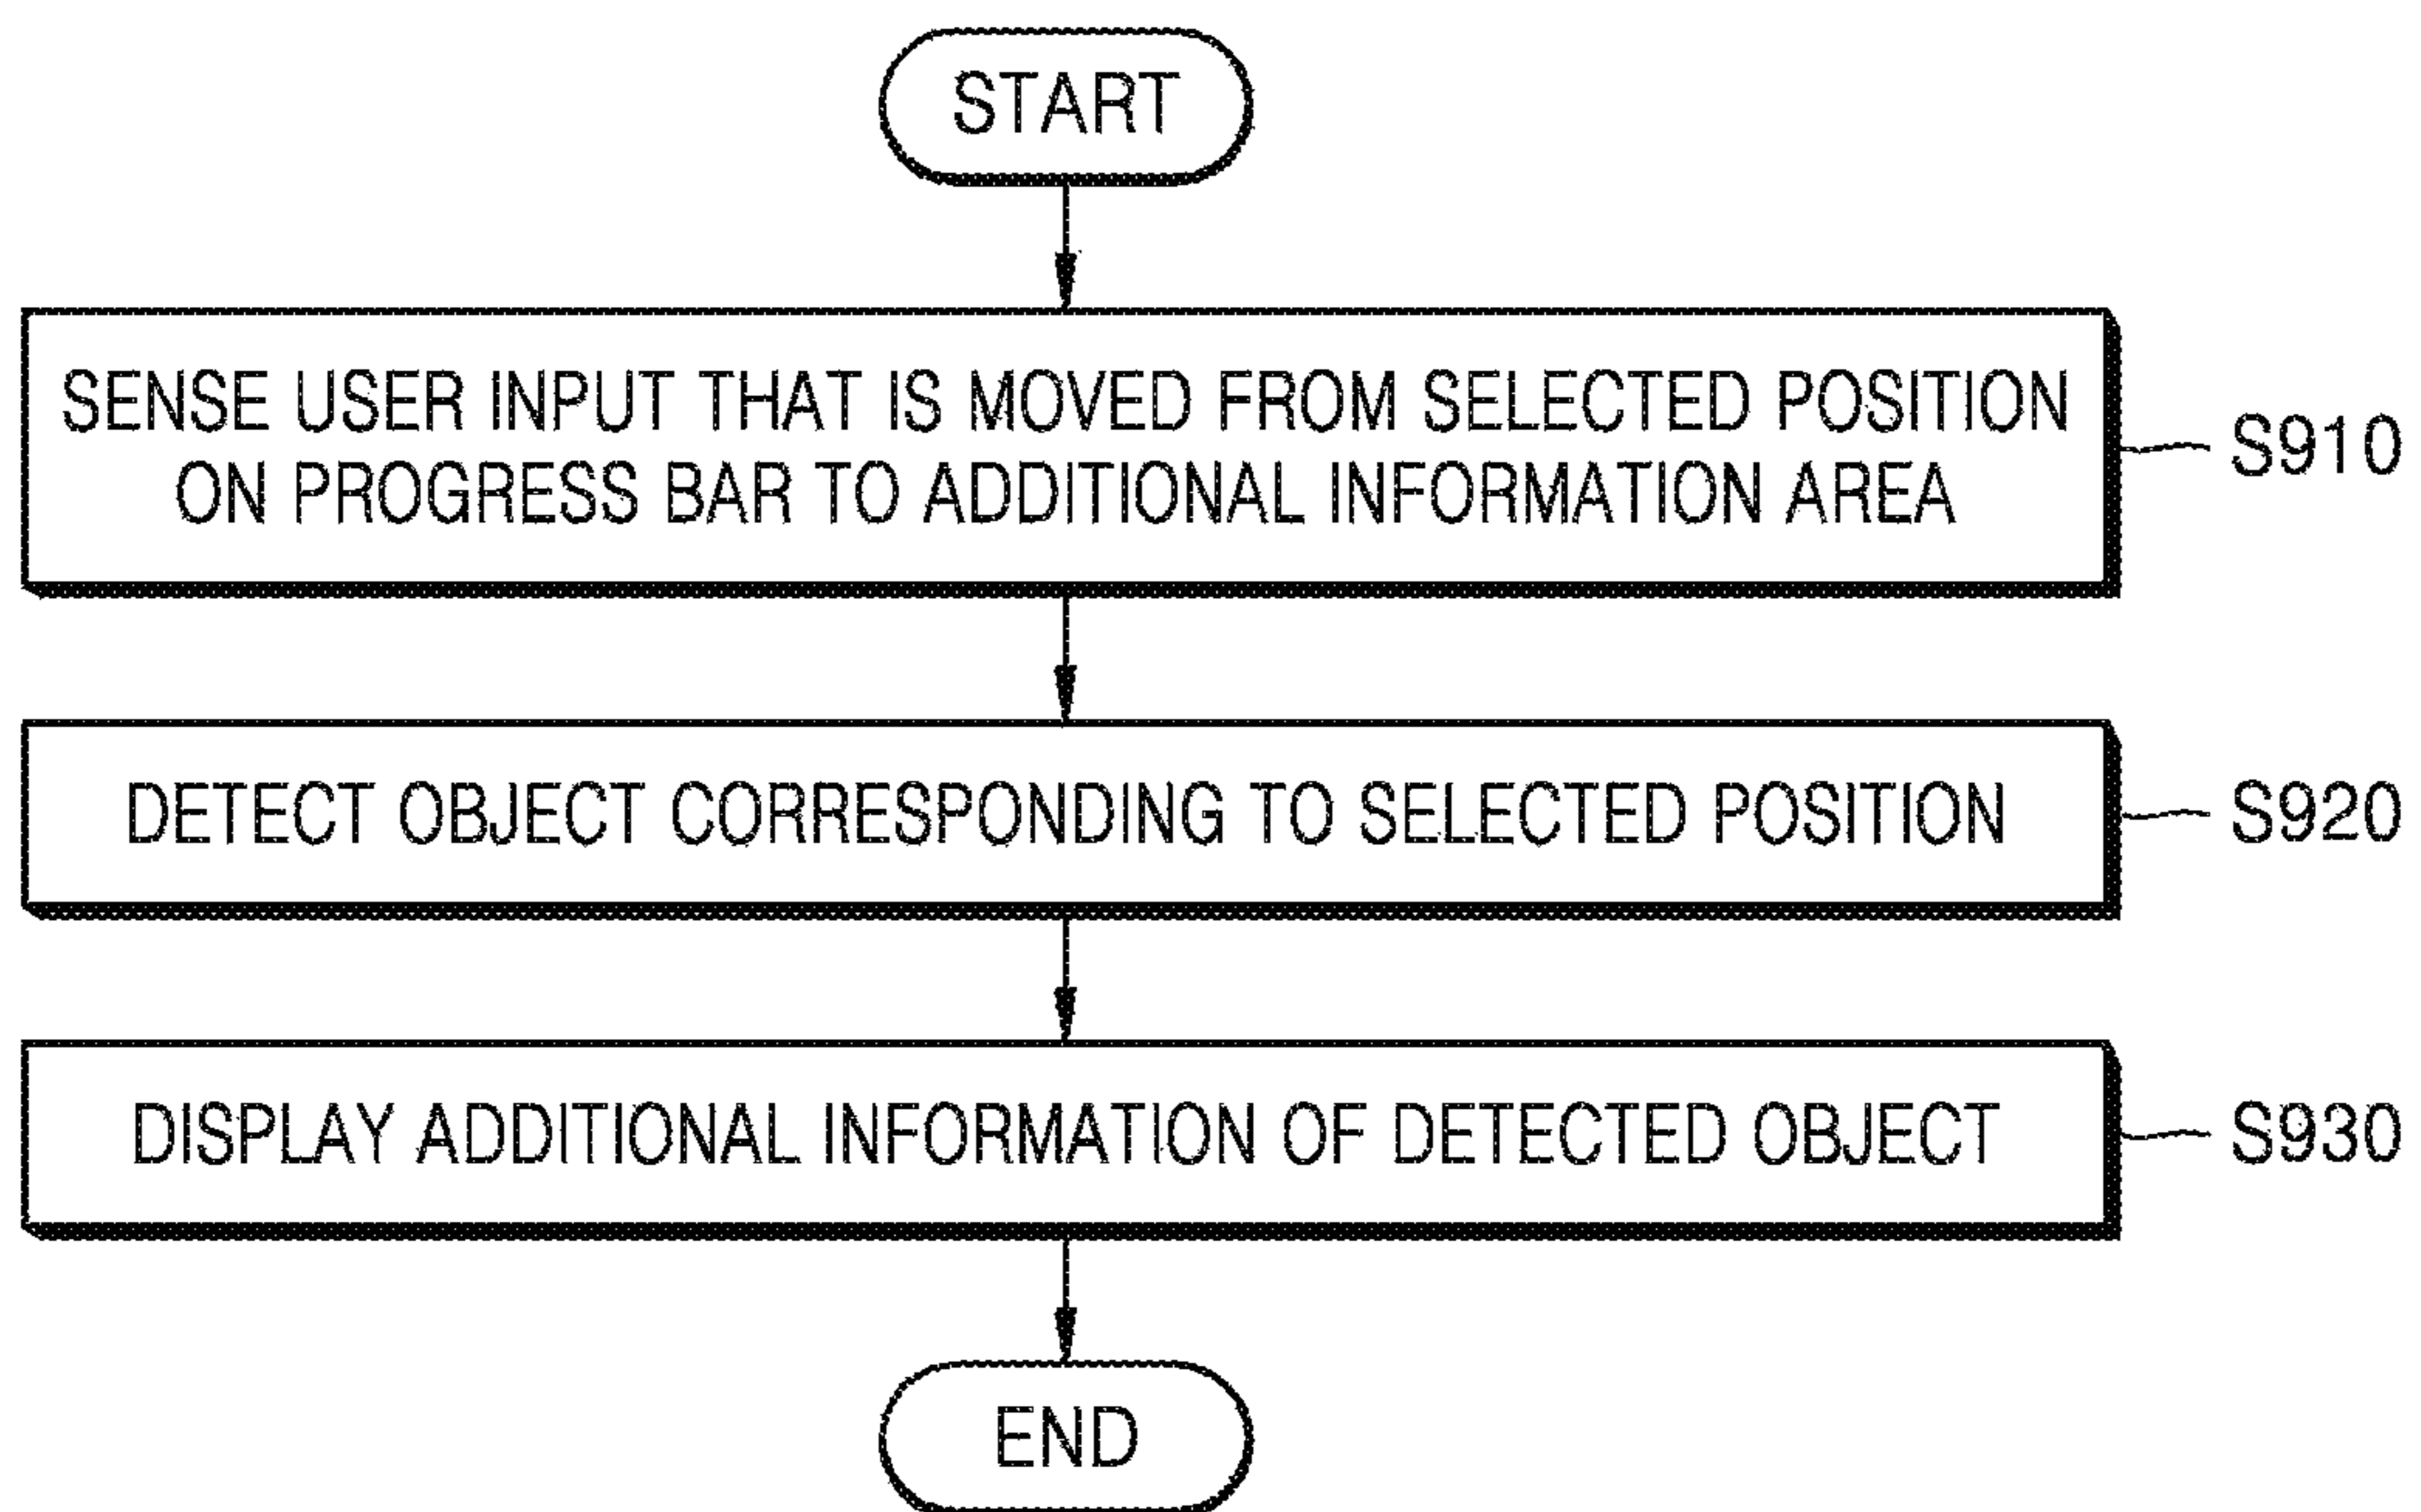 START
SENSE USER INPUT THAT IS MOVED FROM SELECTED POSITION
ON PROGRESS BAR TO ADDITIONAL INFORMATION AREA
S910
DETECT OBJECT CORRESPONDING TO SELECTED POSITION
S920
DISPLAY ADDITIONAL INFORMATION OF DETECTED OBJECT
S930
END